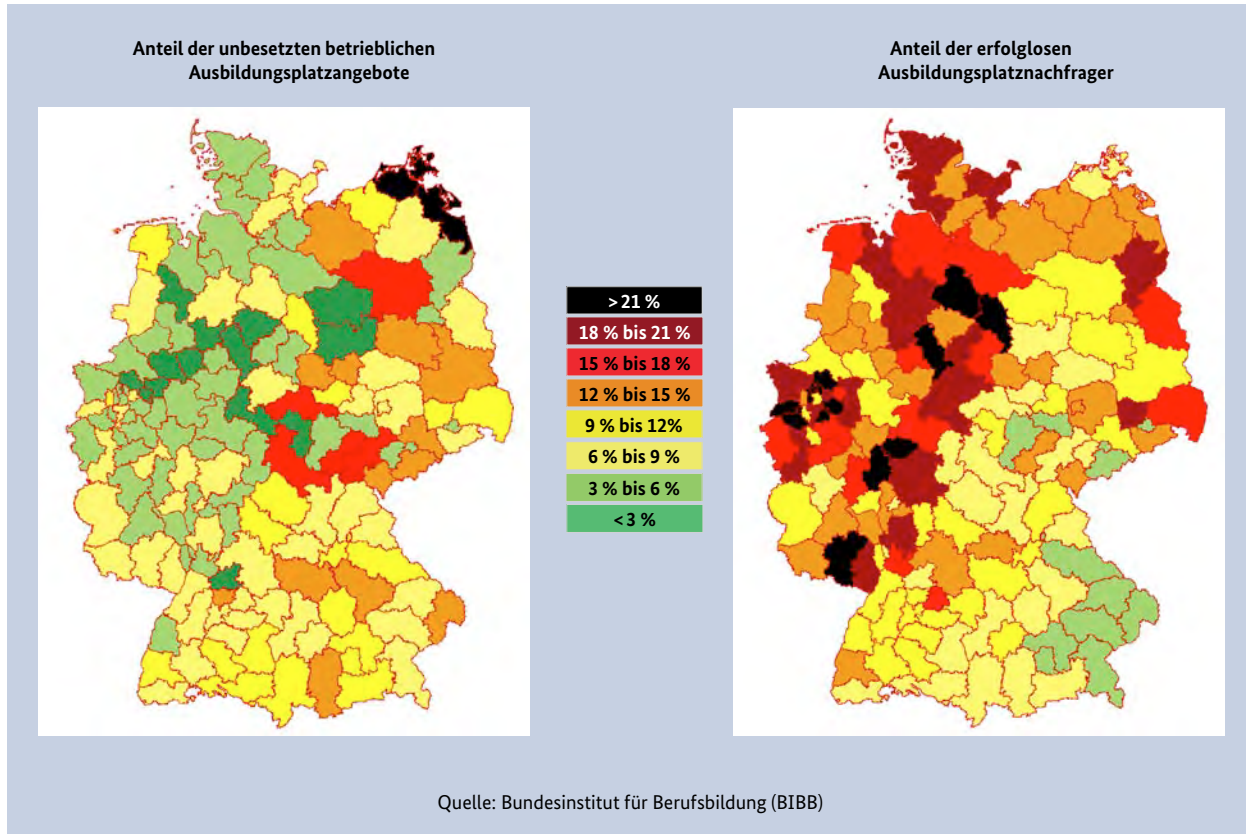 Anteil der unbesetzten betrieblichen
Ausbildungsplatzangebote
Anteil der erfolglosen
Ausbildungsplatznachfrager
> 21 %
18 % bis 21 %
15 % bis 18 %
12 % bis 15 %
9 % bis 12%
6 % bis 9 %
3 % bis 6 %
< 3 %
Quelle: Bundesinstitut für Berufsbildung (BIBB)